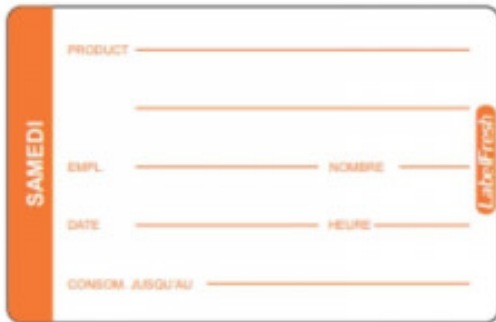 SAMEDI
PRODUCT
EMPL. NOMBRE
DATE HEURE
CONSOM. JUSQU'AU
LabelFresh